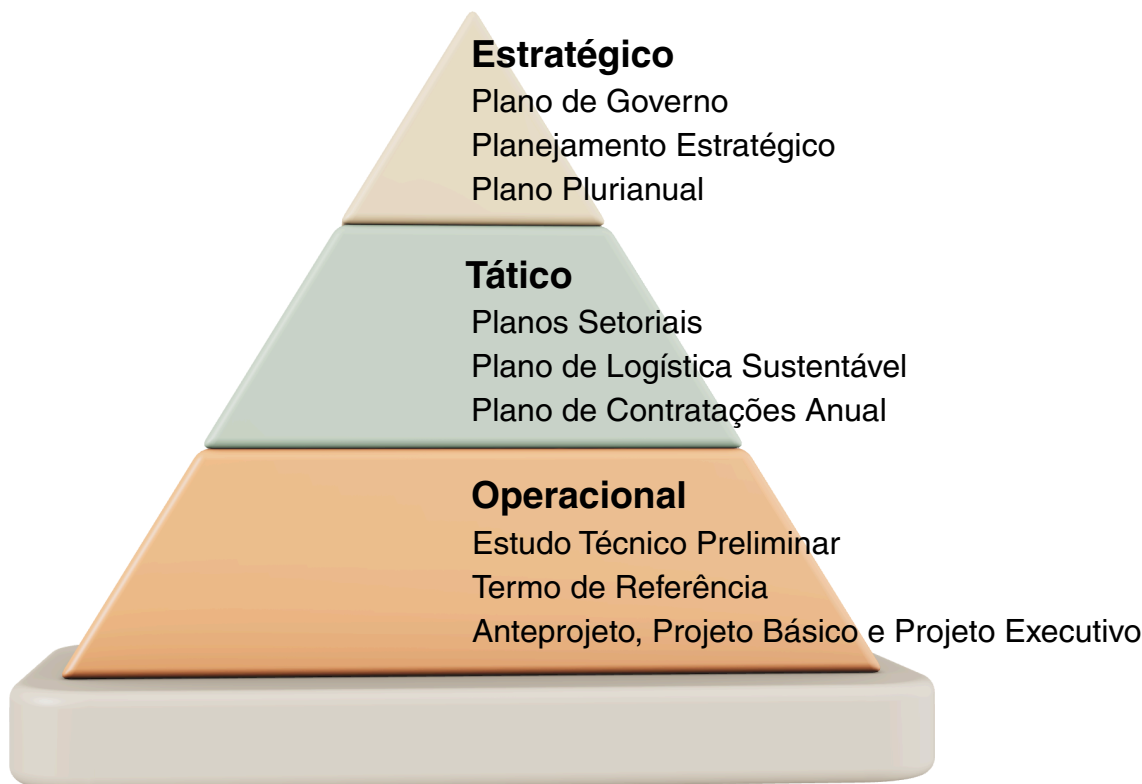 Estratégico
Plano de Governo
Planejamento Estratégico
Plano Plurianual
Tático
Planos Setoriais
Plano de Logística Sustentável
Plano de Contratações Anual
Operacional
Estudo Técnico Preliminar
Termo de Referência
Anteprojeto, Projeto Básico e Projeto Executivo